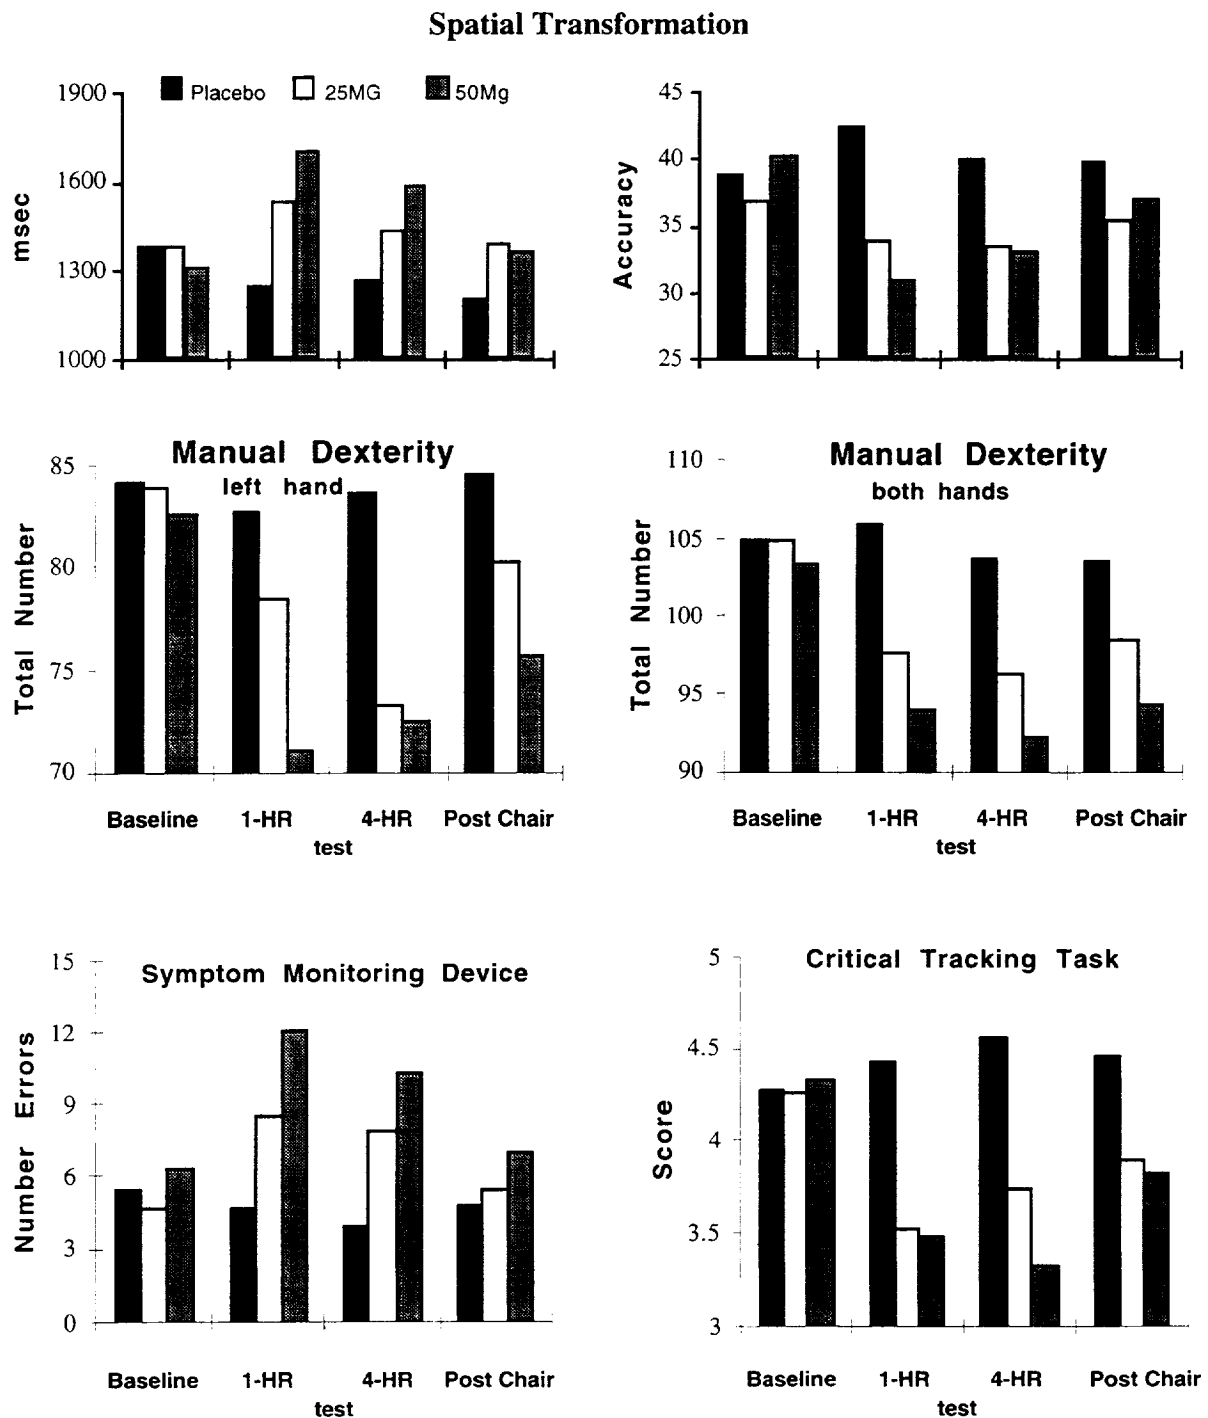 Spatial Transformation
Placebo 25MG 50Mg
msec
1900
1600
1300
1000
Accuracy
45
40
35
30
25
Manual Dexterity
left hand
Total Number
85
80
75
70
Baseline 1-HR 4-HR Post Chair
test
Manual Dexterity
both hands
Total Number
110
105
100
95
90
Baseline 1-HR 4-HR Post Chair
test
Symptom Monitoring Device
Number Errors
15
12
9
6
3
0
Baseline 1-HR 4-HR Post Chair
test
Critical Tracking Task
Score
5
4.5
4
3.5
3
Baseline 1-HR 4-HR Post Chair
test